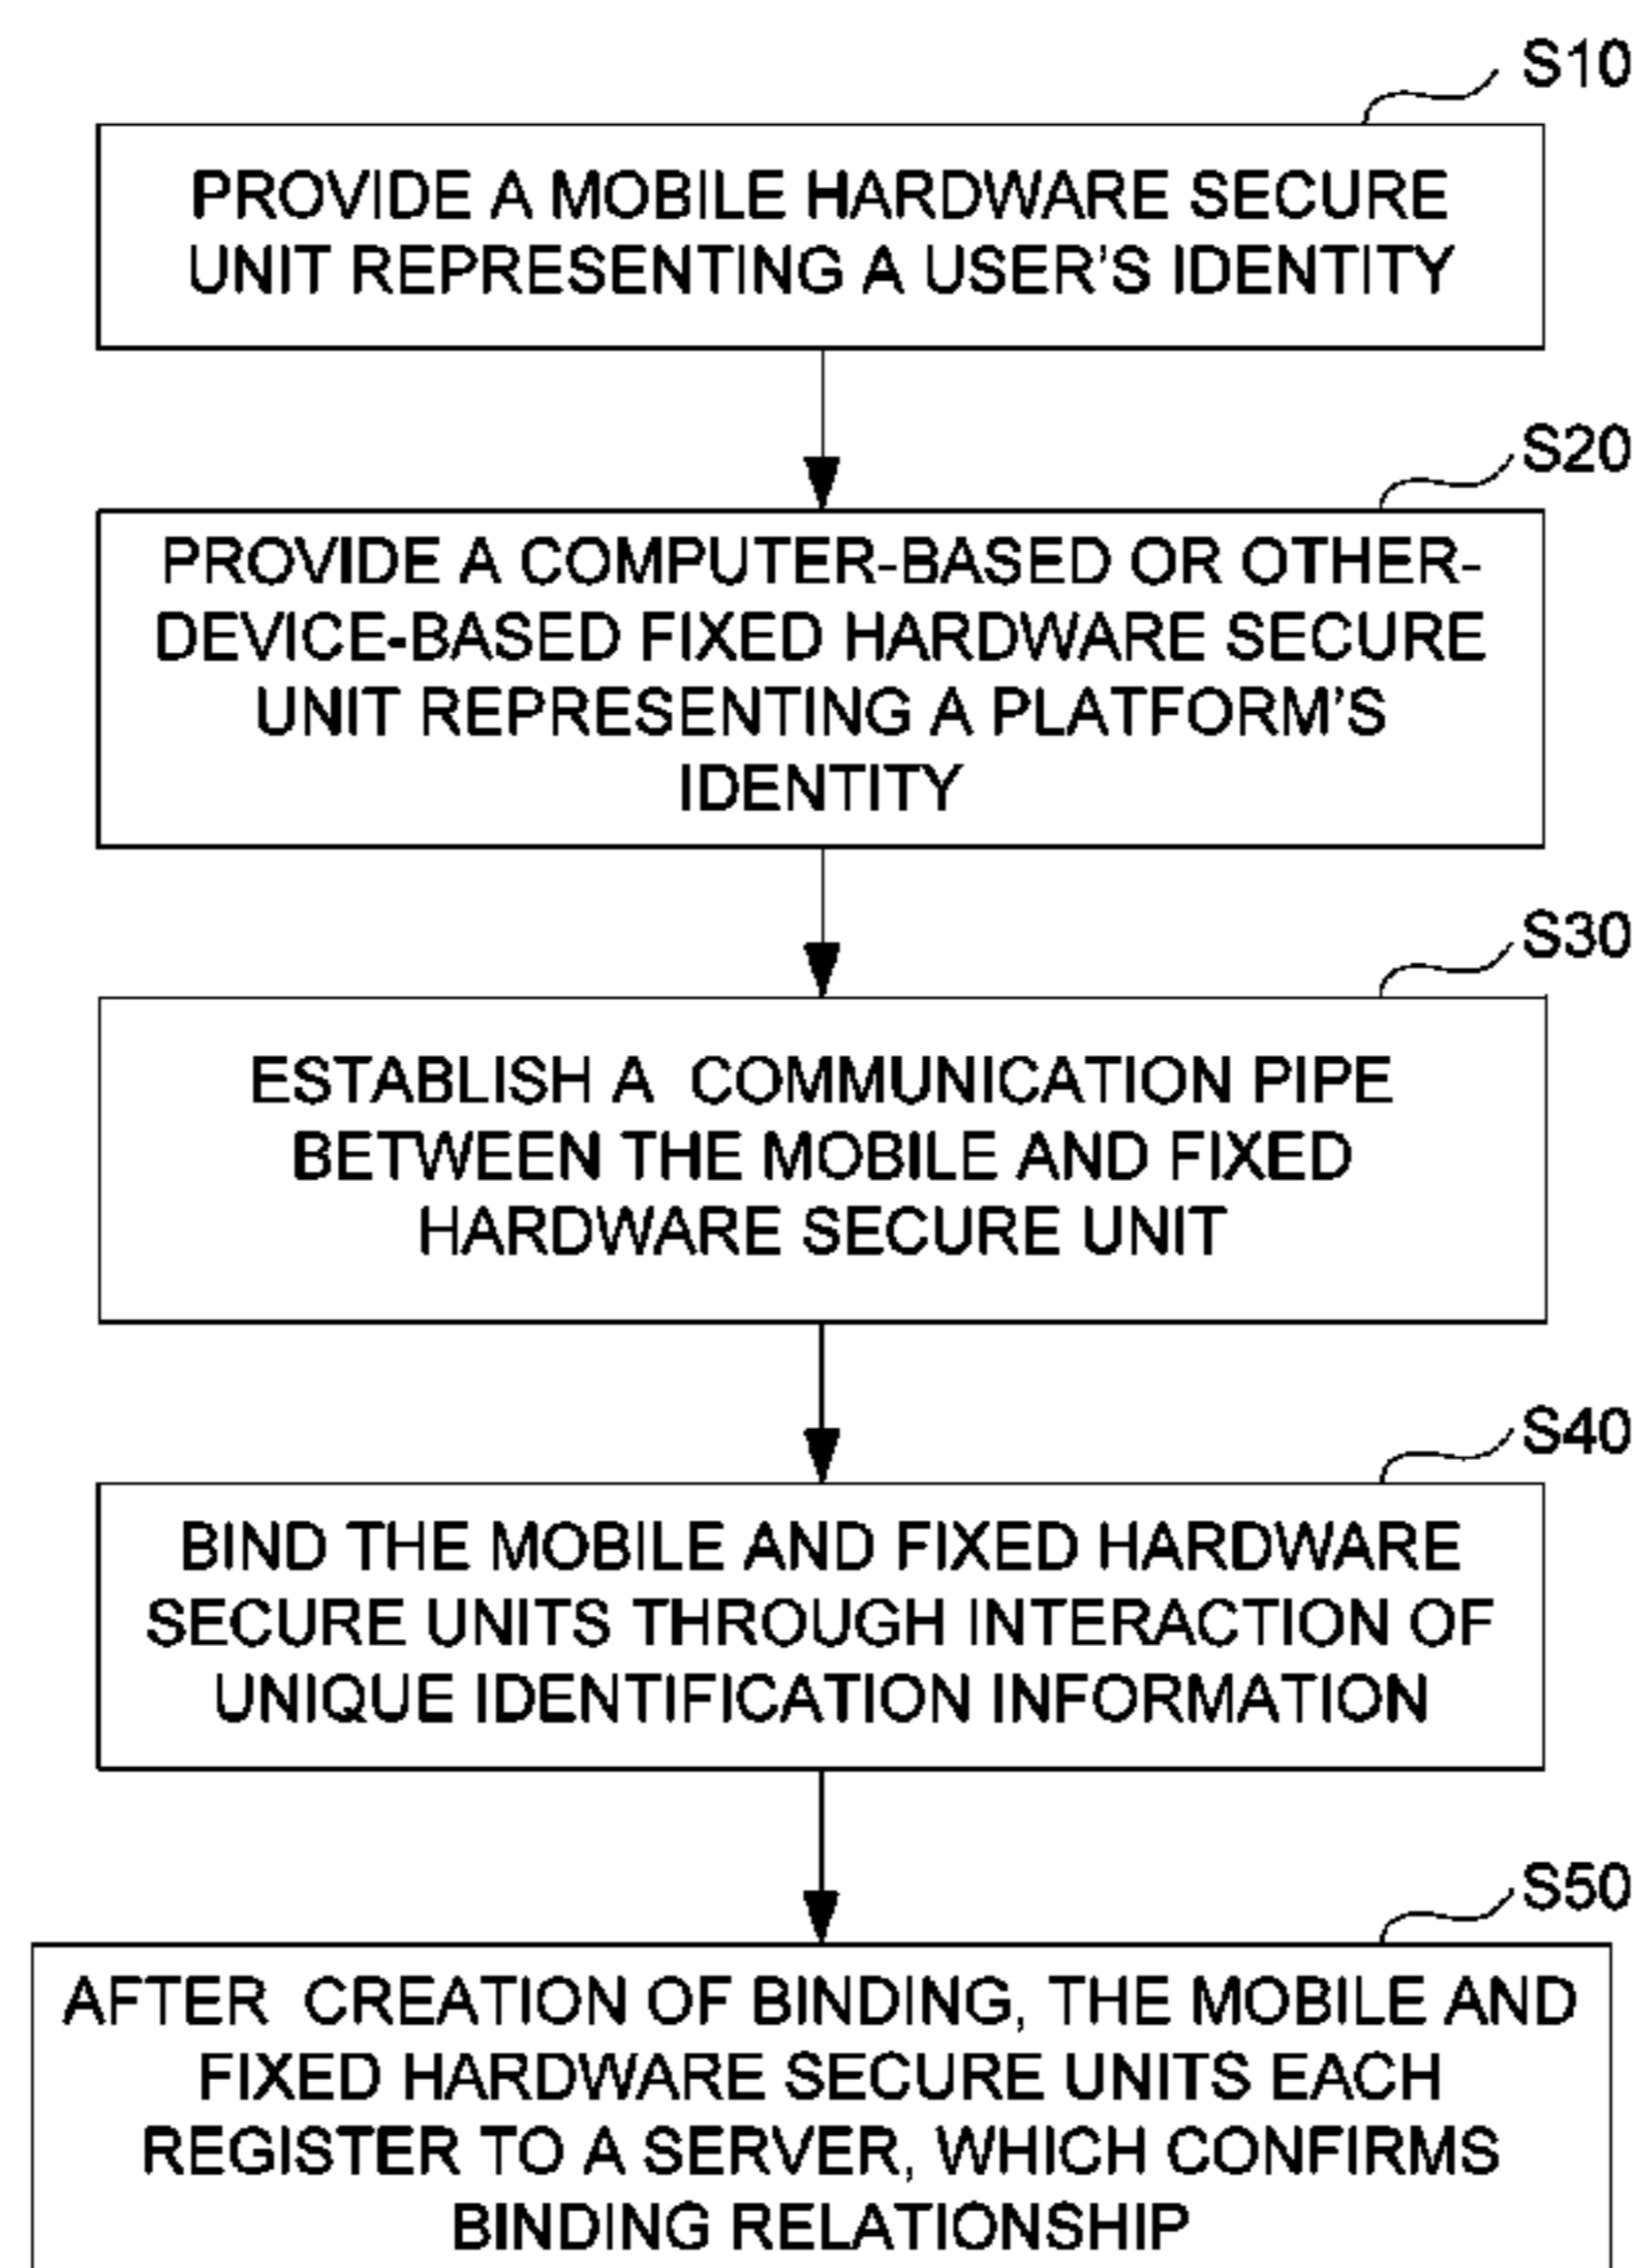 S10
PROVIDE A MOBILE HARDWARE SECURE
UNIT REPRESENTING A USER'S IDENTITY
S20
PROVIDE A COMPUTER-BASED OR OTHER-
DEVICE-BASED FIXED HARDWARE SECURE
UNIT REPRESENTING A PLATFORM'S
IDENTITY
S30
ESTABLISH A COMMUNICATION PIPE
BETWEEN THE MOBILE AND FIXED
HARDWARE SECURE UNIT
S40
BIND THE MOBILE AND FIXED HARDWARE
SECURE UNITS THROUGH INTERACTION OF
UNIQUE IDENTIFICATION INFORMATION
S50
AFTER CREATION OF BINDING, THE MOBILE AND
FIXED HARDWARE SECURE UNITS EACH
REGISTER TO A SERVER, WHICH CONFIRMS
BINDING RELATIONSHIP